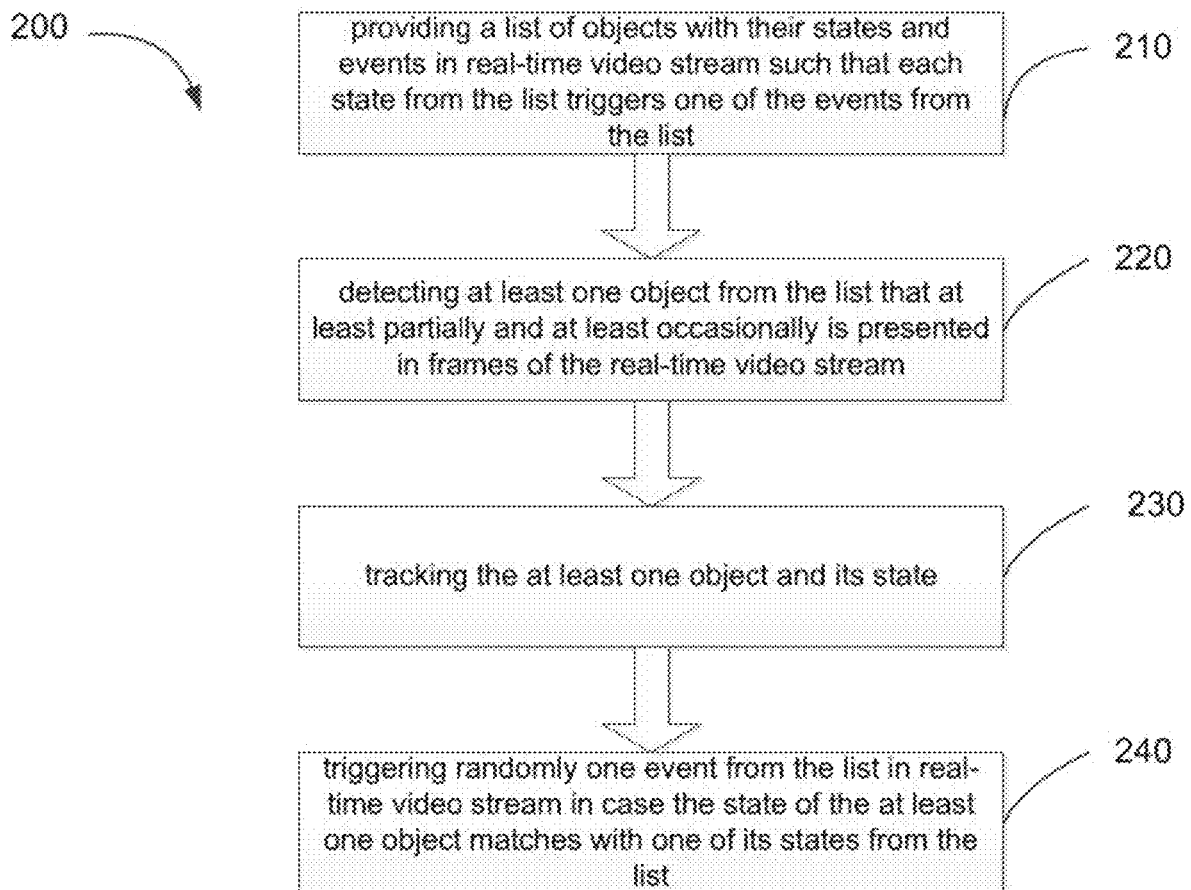 200
providing a list of objects with their states and
events in real-time video stream such that each
state from the list triggers one of the events from
the list
210
detecting at least one object from the list that at
least partially and at least occasionally is presented
in frames of the real-time video stream
220
tracking the at least one object and its state
230
triggering randomly one event from the list in real-
time video stream in case the state of the at least
one object matches with one of its states from the
list
240